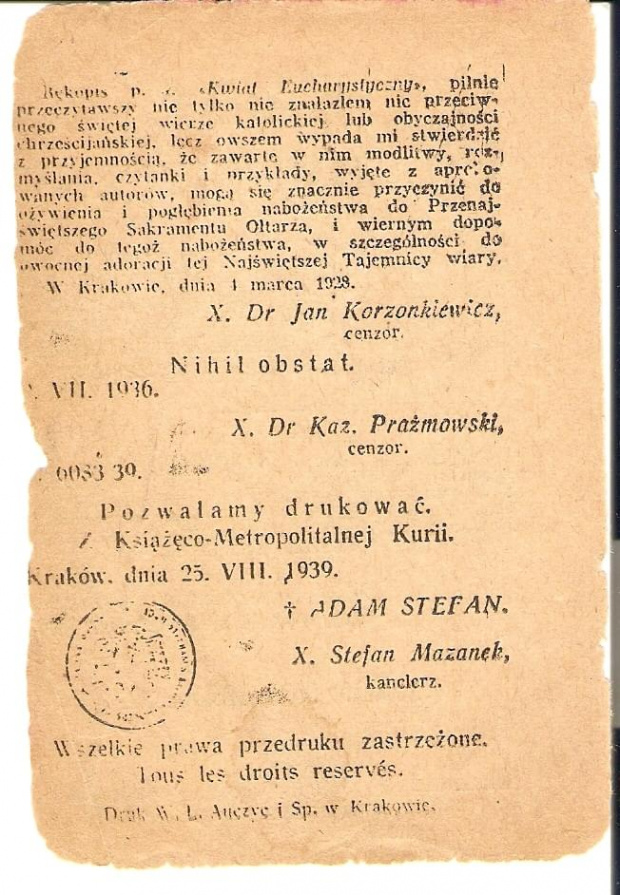 Rękopis p. t. «Kwiat Eucharystyczny», pilnie
przeczytawszy nie tylko nie znalazłem nic przeciw-
nego świętej wierze katolickiej lub obyczajności
chrześcijańskiej, lecz owszem wypada mi stwierdzić
z przyjemnością, że zawarte w nim modlitwy, roz-
myślania, czytanki i przykłady, wyjęte z aprobo-
wanych autorów, mogą się znacznie przyczynić do
ożywienia i pogłębienia nabożeństwa do Przenaj-
świętszego Sakramentu Ołtarza, i wiernym dopo-
móc do tegoż nabożeństwa, w szczególności do
owocnej adoracji tej Najświętszej Tajemnicy wiary.
W Krakowie, dnia 4 marca 1928.
X. Dr Jan Korzonkiewicz,
cenzor.
Nihil obstat.
VII. 1936.
X. Dr Kaz. Prażmowski,
cenzor.
6083 39.
Pozwalamy drukować.
Z Książęco-Metropolitalnej Kurii.
Kraków, dnia 25. VIII. 1939.
† ADAM STEFAN.
X. Stefan Mazanek,
kanclerz.
Wszelkie prawa przedruku zastrzeżone.
Tous les droits reservés.
Druk W. L. Anczyc i Sp. w Krakowie.